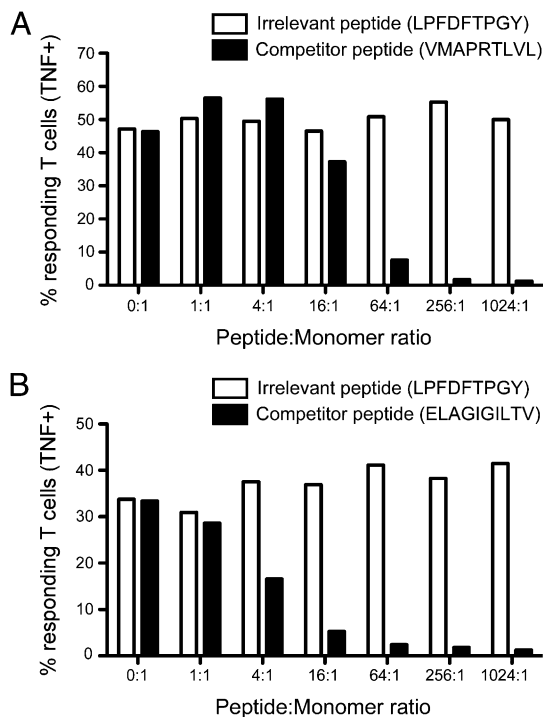 A
Irrelevant peptide (LPFDFTPGY)
Competitor peptide (VMAPRTLVL)
% responding T cells (TNF+)
70
60
50
40
30
20
10
0
0:1 1:1 4:1 16:1 64:1 256:1 1024:1
Peptide:Monomer ratio
B
Irrelevant peptide (LPFDFTPGY)
Competitor peptide (ELAGIGILTV)
% responding T cells (TNF+)
50
40
30
20
10
0
0:1 1:1 4:1 16:1 64:1 256:1 1024:1
Peptide:Monomer ratio